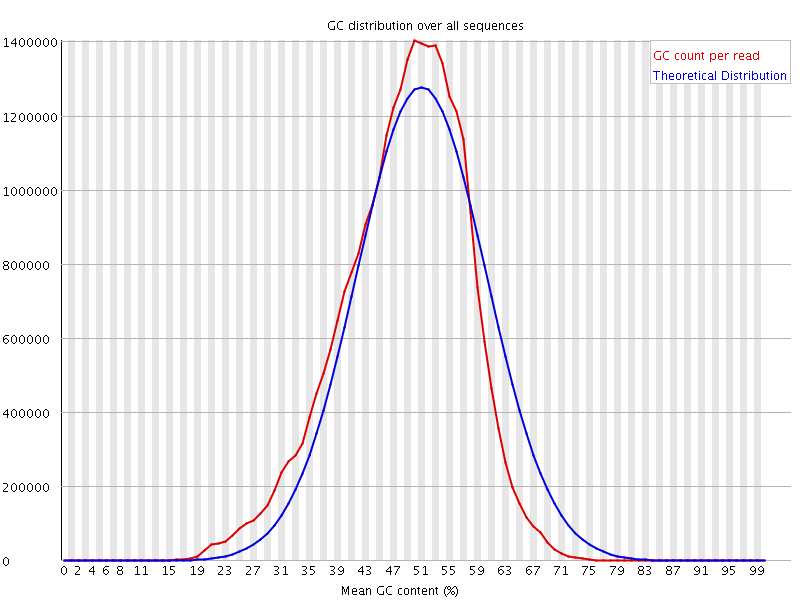 GC distribution over all sequences
GC count per read
Theoretical Distribution
1400000
1200000
1000000
800000
600000
400000
200000
0
0 2 4 6 8 11 15 19 23 27 31 35 39 43 47 51 55 59 63 67 71 75 79 83 87 91 95 99
Mean GC content (%)